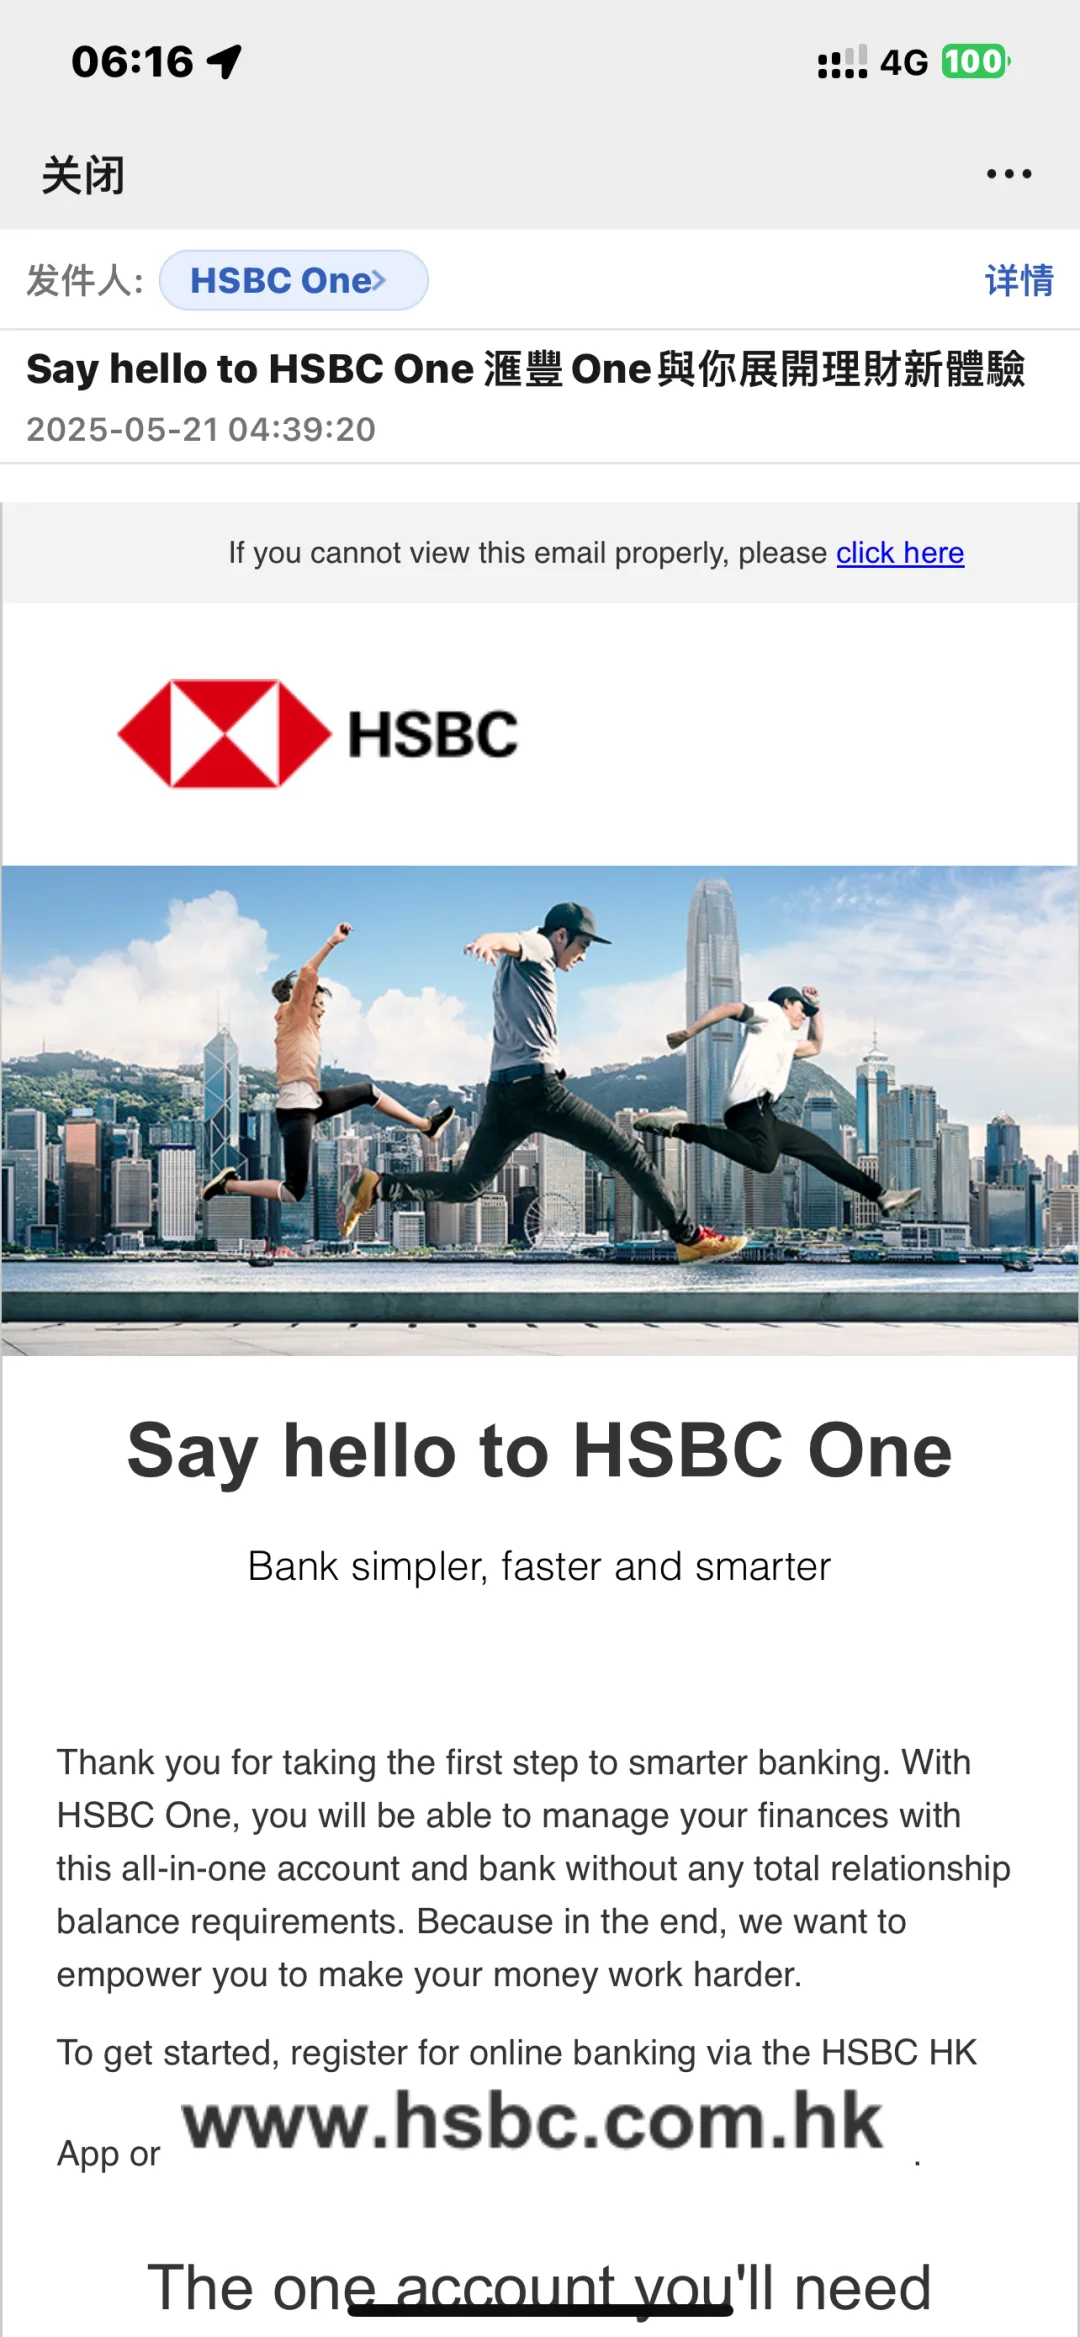 06:16 4G 100
关闭
发件人: HSBC One
详情
Say hello to HSBC One 滙豐 One與你展開理財新體驗
2025-05-21 04:39:20
If you cannot view this email properly, please click here
HSBC
Say hello to HSBC One
Bank simpler, faster and smarter
Thank you for taking the first step to smarter banking. With
HSBC One, you will be able to manage your finances with
this all-in-one account and bank without any total relationship
balance requirements. Because in the end, we want to
empower you to make your money work harder.
To get started, register for online banking via the HSBC HK
App or www.hsbc.com.hk .
The one account you'll need